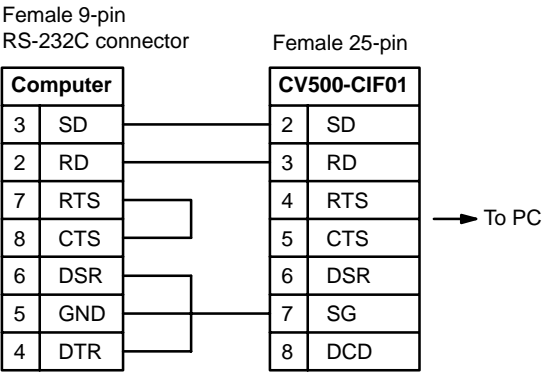 Female 9-pin
RS-232C connector
Female 25-pin
Computer
CV500-CIF01
3 SD
2 SD
2 RD
3 RD
7 RTS
4 RTS
8 CTS
5 CTS
6 DSR
6 DSR
5 GND
7 SG
4 DTR
8 DCD
To PC